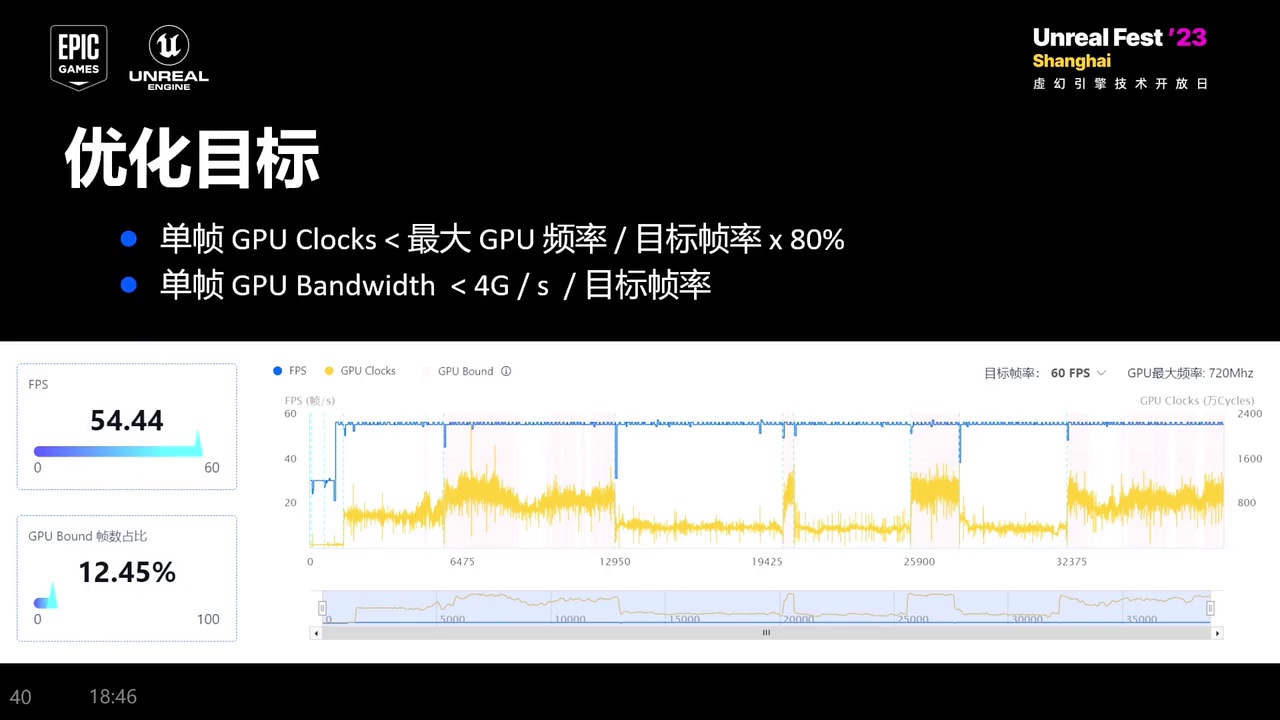 EPIC
GAMES
UNREAL
ENGINE
Unreal Fest '23
Shanghai
虚幻引擎技术开放日
优化目标
单帧 GPU Clocks < 最大 GPU 频率 / 目标帧率 x 80%
单帧 GPU Bandwidth < 4G / s / 目标帧率
FPS
54.44
0 60
GPU Bound 帧数占比
12.45%
0 100
FPS GPU Clocks GPU Bound
目标帧率: 60 FPS GPU最大频率: 720Mhz
FPS (帧/s) GPU Clocks (万Cycles)
60 2400
40 1600
20 800
0 6475 12950 19425 25900 32375
0 5000 10000 15000 20000 25000 30000 35000
40 18:46